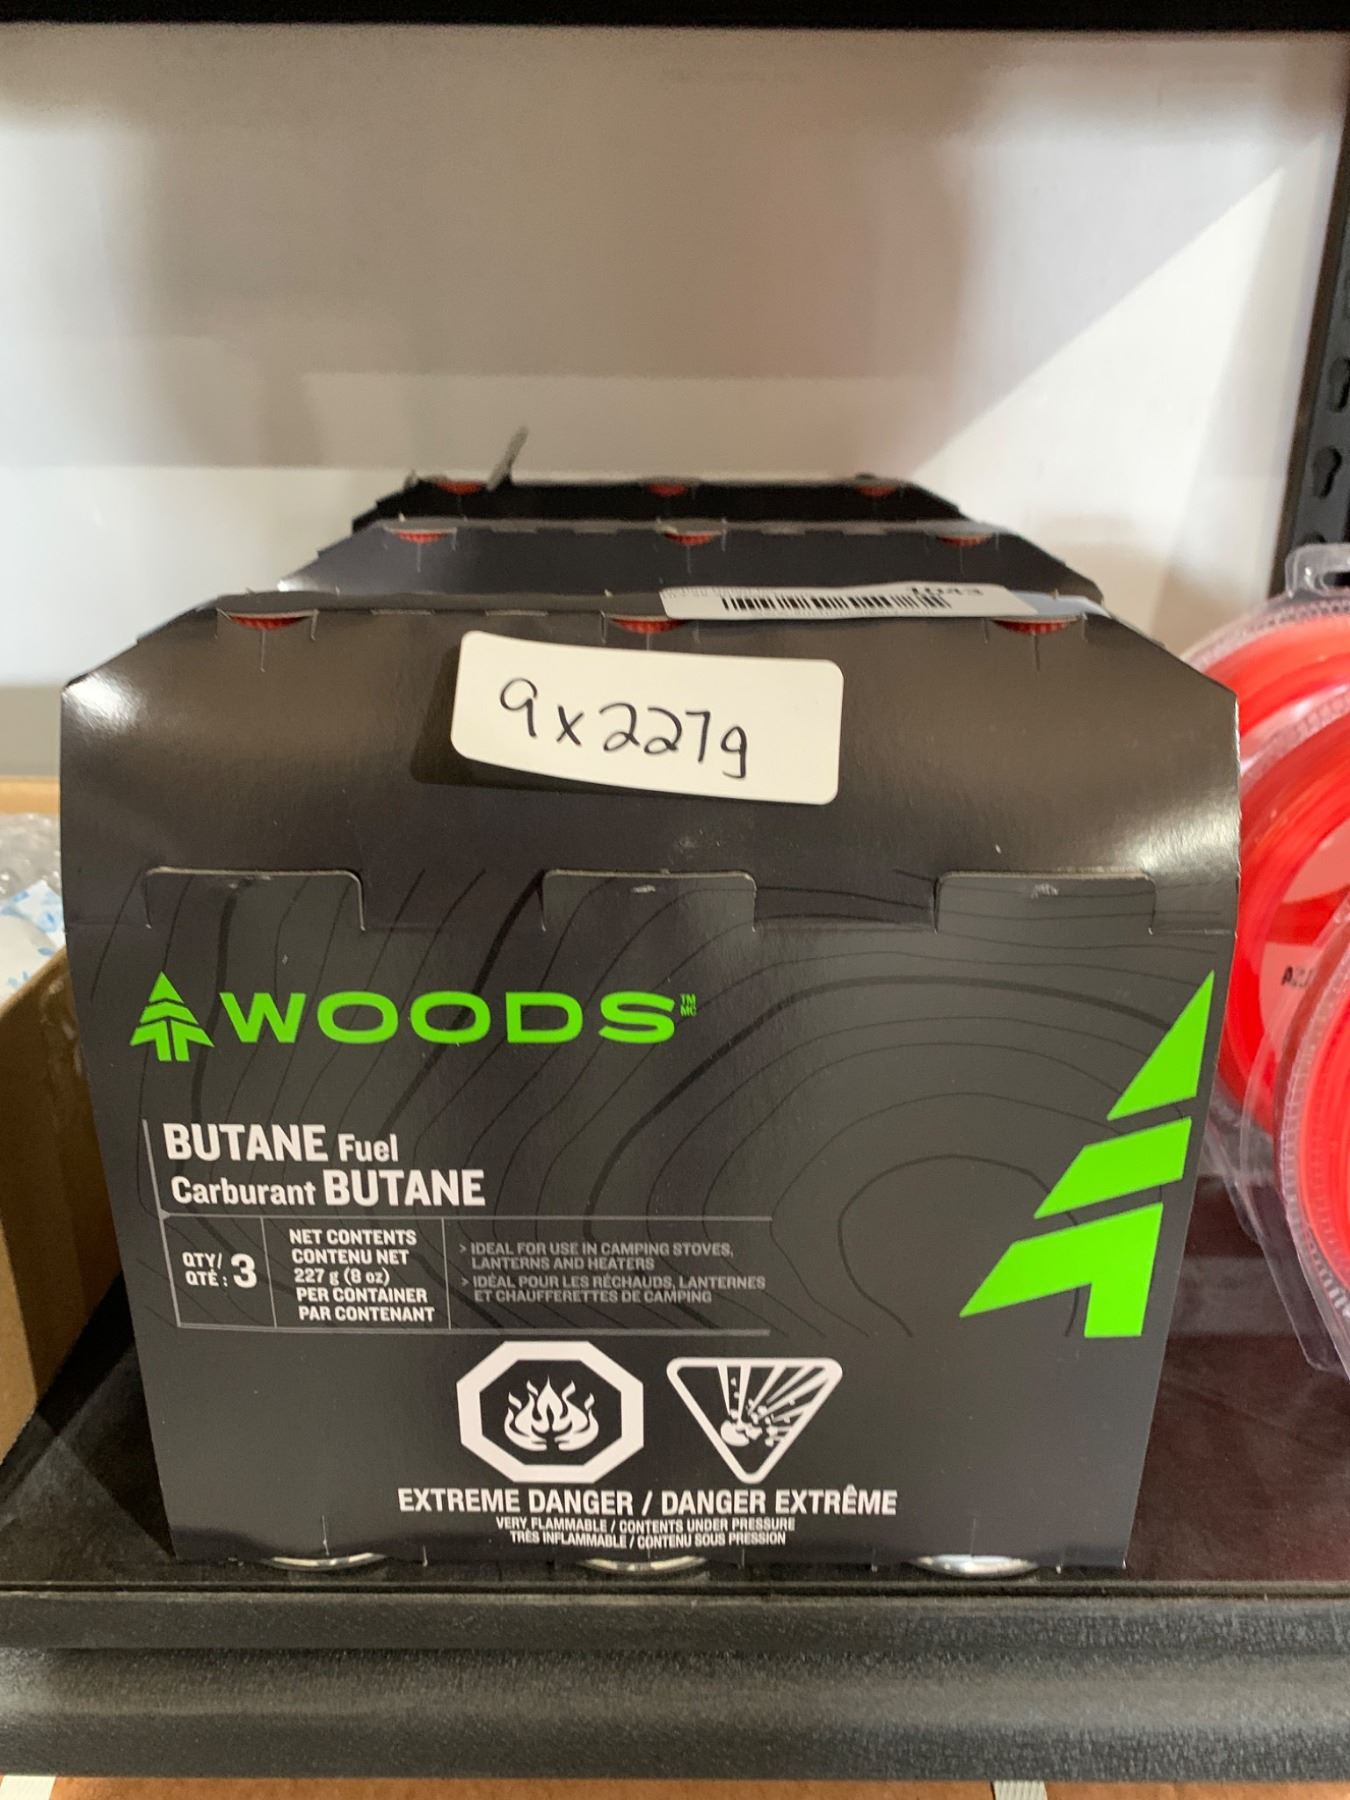 9x227g
WOODS TM MC
BUTANE Fuel
Carburant BUTANE
QTY/
QTÉ: 3
NET CONTENTS
CONTENU NET
227 g (8 oz)
PER CONTAINER
PAR CONTENANT
> IDEAL FOR USE IN CAMPING STOVES,
LANTERNS AND HEATERS
> IDÉAL POUR LES RÉCHAUDS, LANTERNES
ET CHAUFFERETTES DE CAMPING
EXTREME DANGER / DANGER EXTRÊME
VERY FLAMMABLE / CONTENTS UNDER PRESSURE
TRÈS INFLAMMABLE / CONTENU SOUS PRESSION